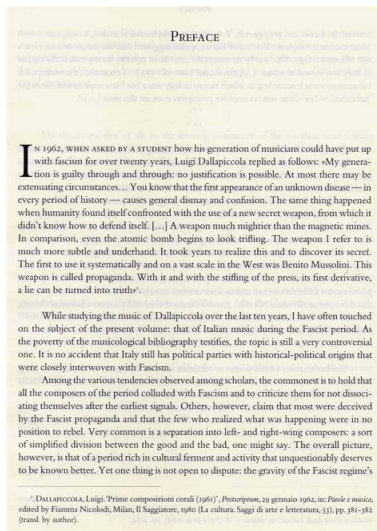 PREFACE
IN 1962, WHEN ASKED BY A STUDENT how his generation of musicians could have put up
with fascism for over twenty years, Luigi Dallapiccola replied as follows: «My genera-
tion is guilty through and through: no justification is possible. At most there may be
extenuating circumstances… You know that the first appearance of an unknown disease — in
every period of history — causes general dismay and confusion. The same thing happened
when humanity found itself confronted with the use of a new secret weapon, from which it
didn't know how to defend itself. […] A weapon much mightier than the magnetic mines.
In comparison, even the atomic bomb begins to look trifling. The weapon I refer to is
much more subtle and underhand. It took years to realize this and to discover its secret.
The first to use it systematically and on a vast scale in the West was Benito Mussolini. This
weapon is called propaganda. With it and with the stifling of the press, its first derivative,
a lie can be turned into truth»¹.
While studying the music of Dallapiccola over the last ten years, I have often touched
on the subject of the present volume: that of Italian music during the Fascist period. As
the poverty of the musicological bibliography testifies, the topic is still a very controversial
one. It is no accident that Italy still has political parties with historical-political origins that
were closely interwoven with Fascism.
Among the various tendencies observed among scholars, the commonest is to hold that
all the composers of the period colluded with Fascism and to criticize them for not dissoci-
ating themselves after the earliest signals. Others, however, claim that most were deceived
by the Fascist propaganda and that the few who realized what was happening were in no
position to rebel. Very common is a separation into left- and right-wing composers: a sort
of simplified division between the good and the bad, one might say. The overall picture,
however, is that of a period rich in cultural ferment and activity that unquestionably deserves
to be known better. Yet one thing is not open to dispute: the gravity of the Fascist regime's
¹. DALLAPICCOLA, Luigi. 'Prime composizioni corali (1961)', Postscriptum, 29 gennaio 1962, in: Parole e musica,
edited by Fiamma Nicolodi, Milan, Il Saggiatore, 1980 (La cultura. Saggi di arte e letteratura, 53), pp. 381-382
(transl. by author).